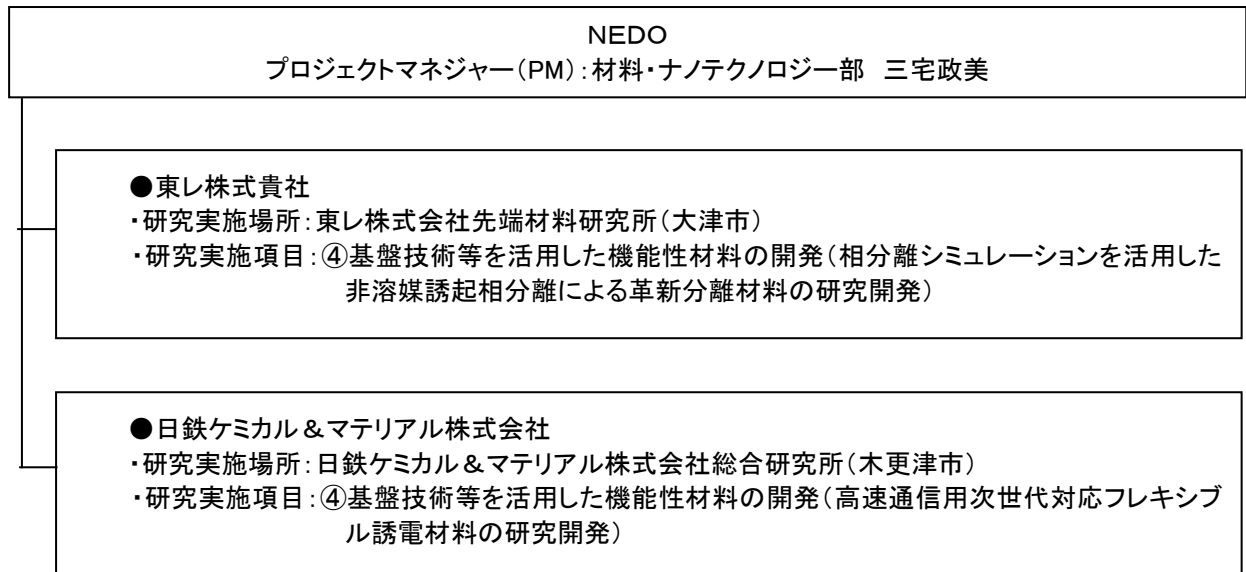 NEDO
プロジェクトマネジャー（PM）：材料・ナノテクノロジー部　三宅政美
●東レ株式貴社
・研究実施場所：東レ株式会社先端材料研究所（大津市）
・研究実施項目：④基盤技術等を活用した機能性材料の開発（相分離シミュレーションを活用した
非溶媒誘起相分離による革新分離材料の研究開発）
●日鉄ケミカル＆マテリアル株式会社
・研究実施場所：日鉄ケミカル＆マテリアル株式会社総合研究所（木更津市）
・研究実施項目：④基盤技術等を活用した機能性材料の開発（高速通信用次世代対応フレキシブ
ル誘電材料の研究開発）